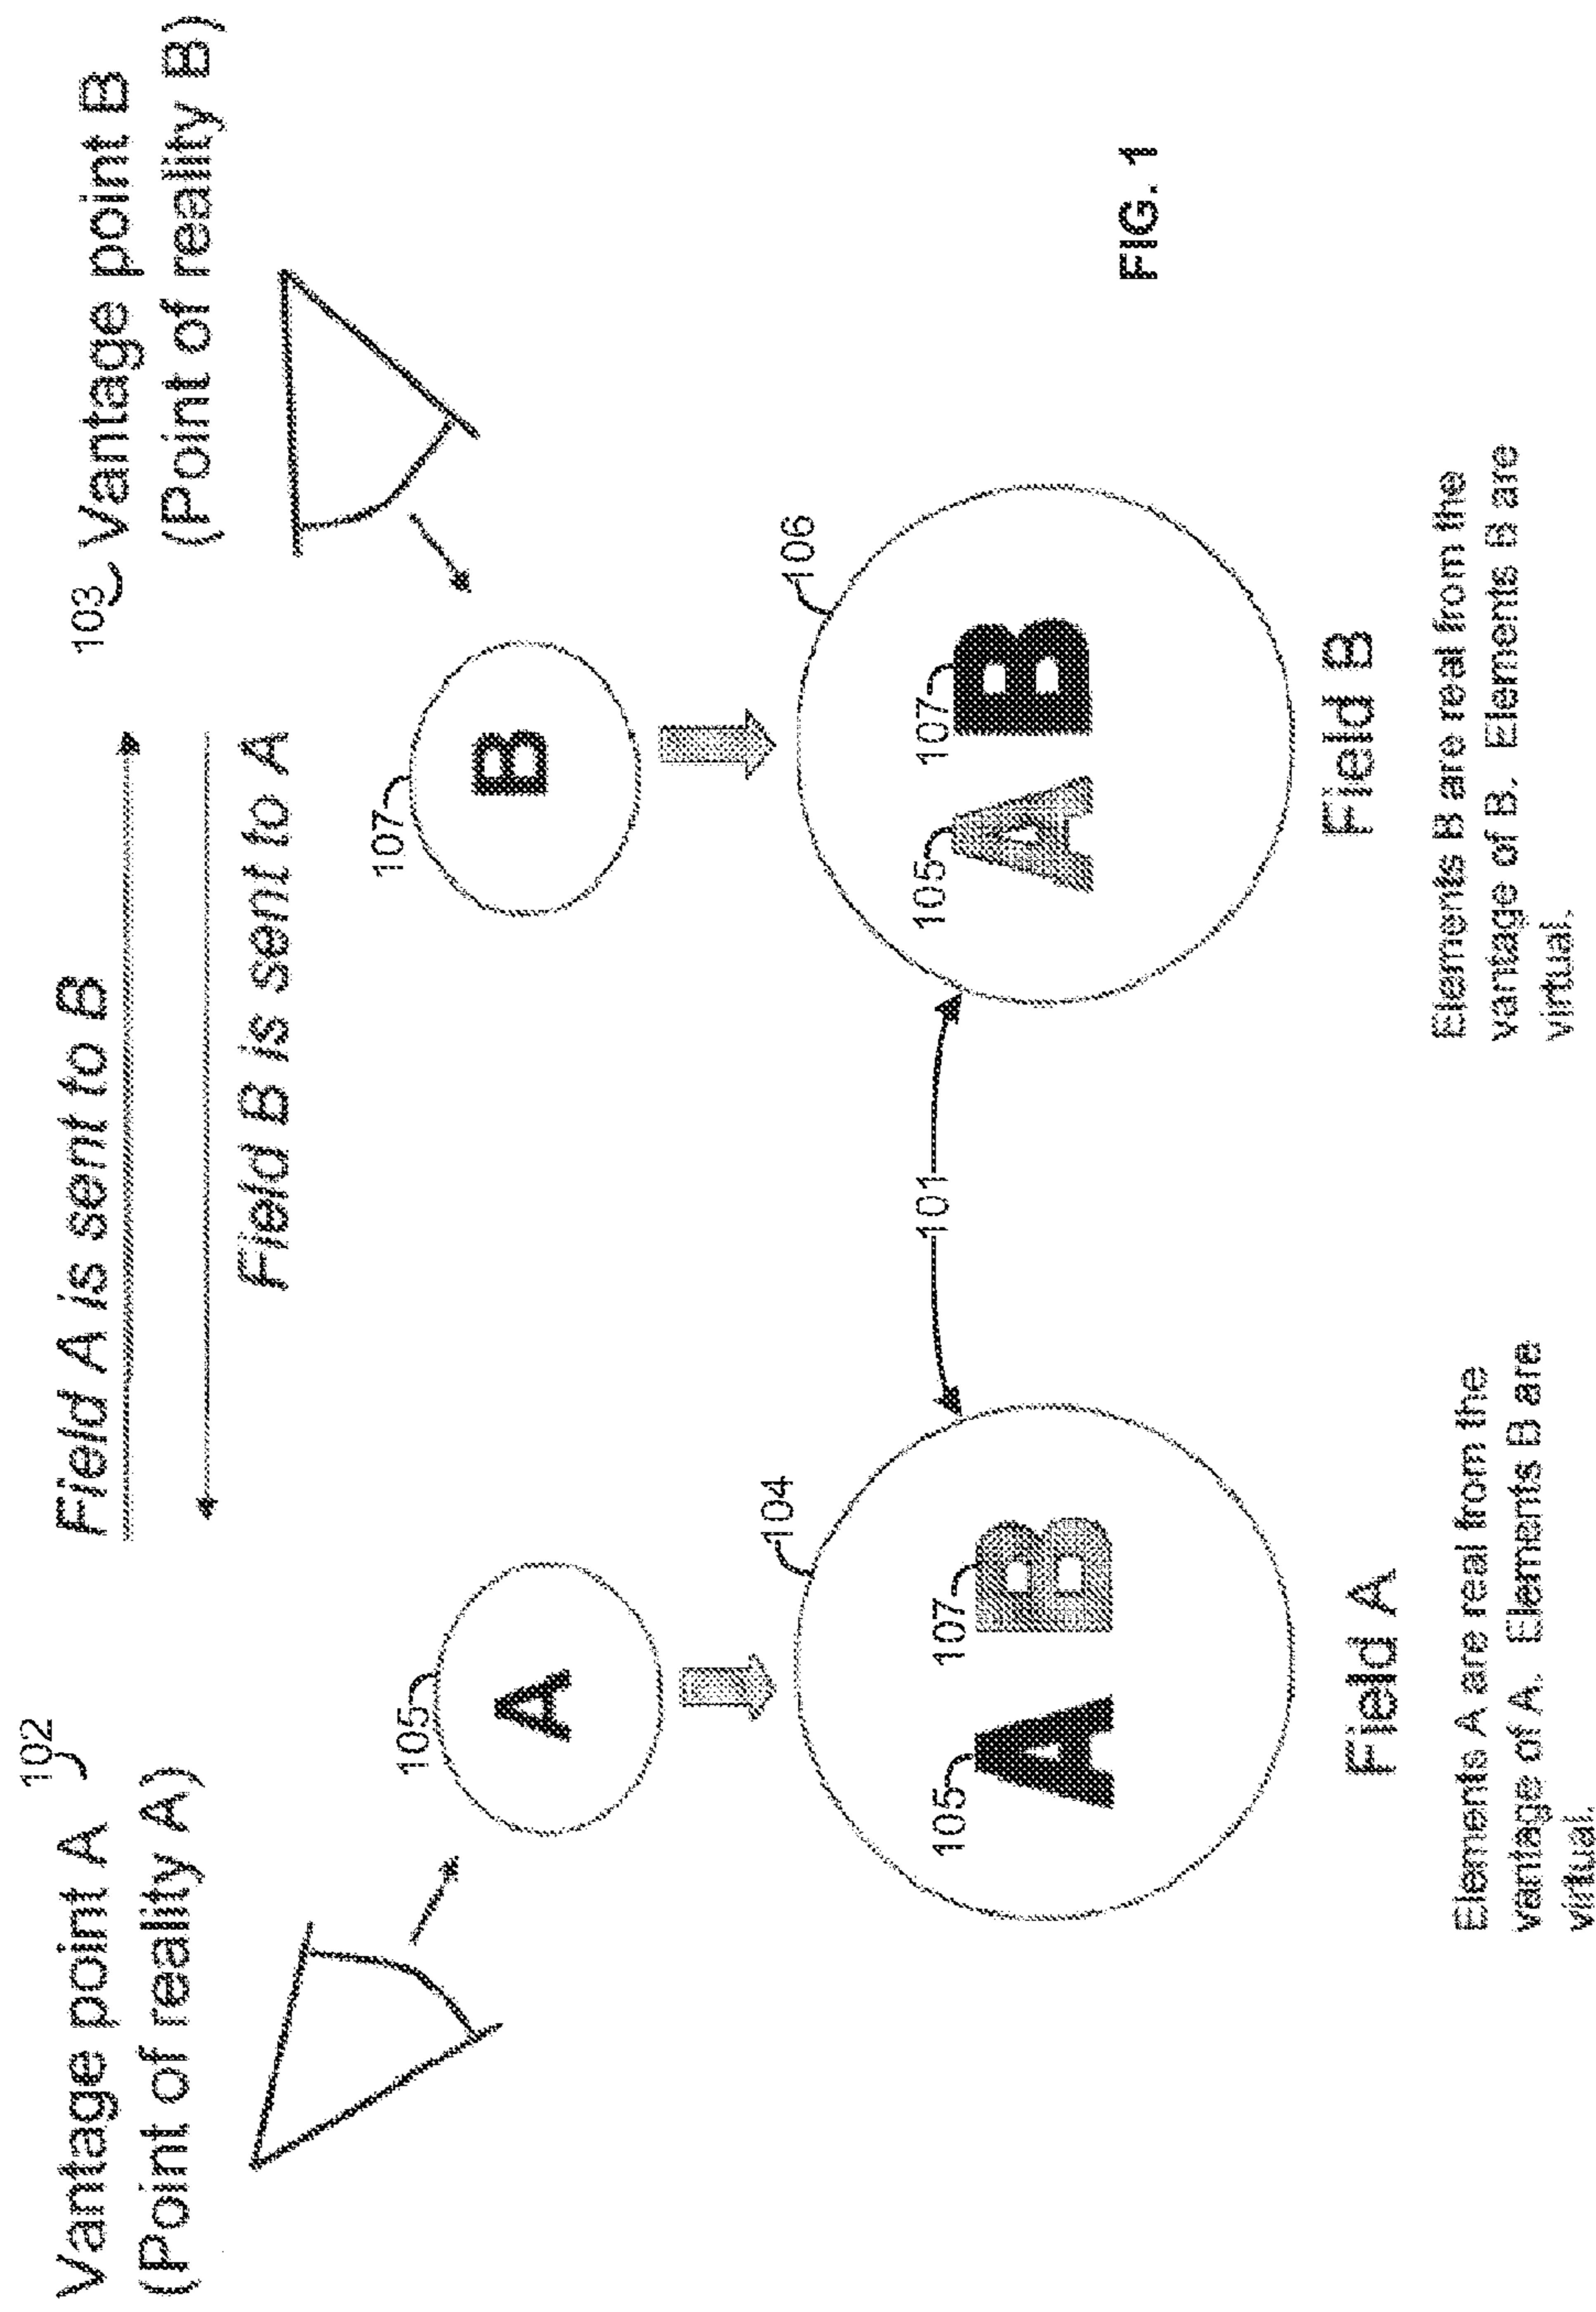 Vantage point A 102
(Point of reality A)
Field A is sent to B
Field B is sent to A
103 Vantage point B
(Point of reality B)
105
A
107
B
104
105
107
A B
101
106
105
107
A B
Field A
Elements A are real from the
vantage of A. Elements B are
virtual.
Field B
Elements B are real from the
vantage of B. Elements B are
virtual.
FIG. 1